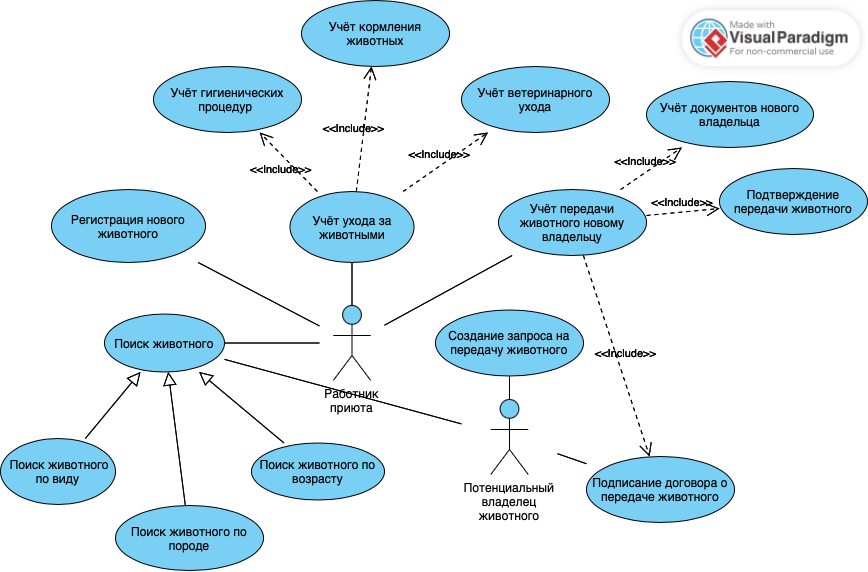 Made with
VisualParadigm
For non-commercial use
Учёт кормления
животных
Учёт гигиенических
процедур
Учёт ветеринарного
ухода
Учёт документов нового
владельца
<<Include>>
<<Include>>
<<Include>>
<<Include>>
<<Include>>
Подтверждение
передачи животного
Регистрация нового
животного
Учёт ухода за
животными
Учёт передачи
животного новому
владельцу
Поиск животного
Создание запроса на
передачу животного
<<Include>>
Работник
приюта
Поиск животного
по виду
Поиск животного по
возрасту
Поиск животного по
породе
Потенциальный
владелец
животного
Подписание договора о
передаче животного